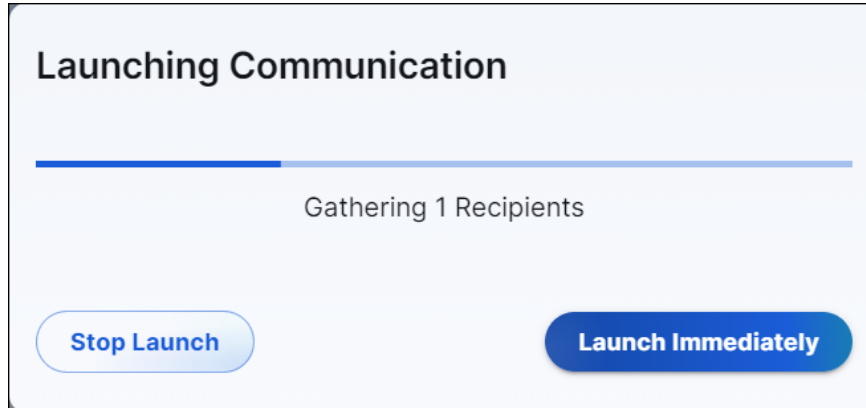 Launching Communication
Gathering 1 Recipients
Stop Launch
Launch Immediately